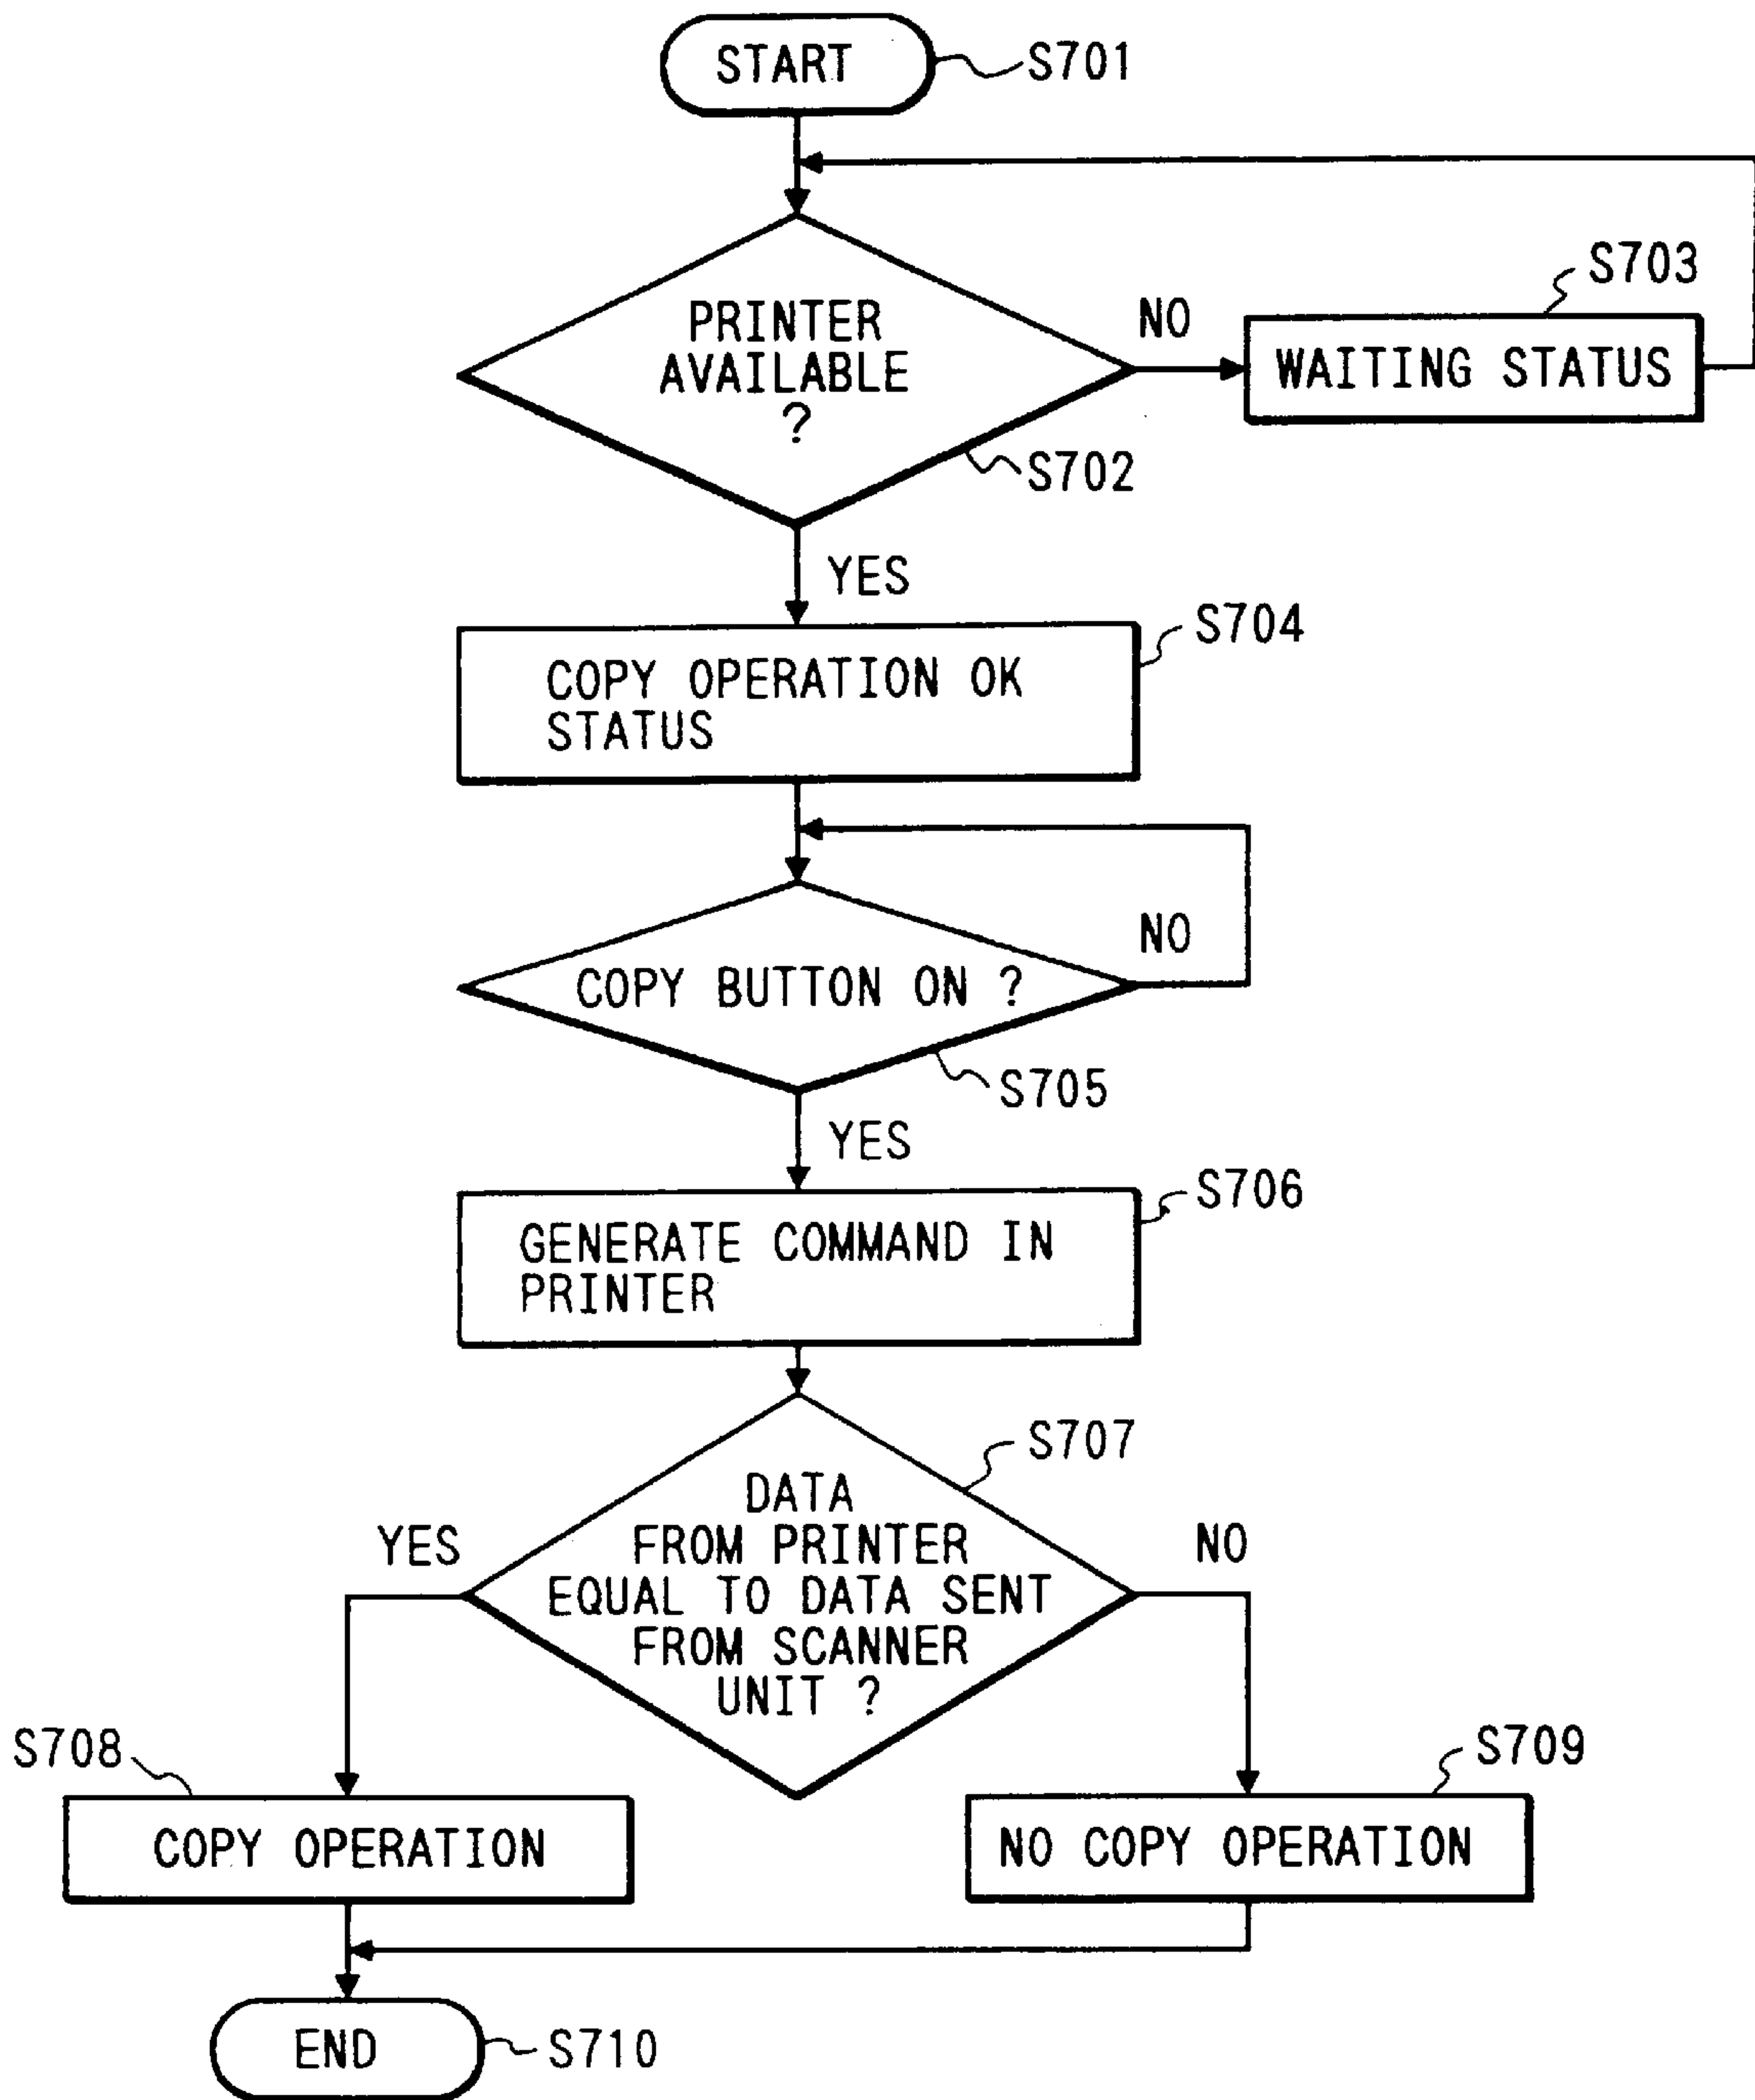 START
S701
PRINTER
AVAILABLE
?
NO
S703
WAITING STATUS
S702
YES
S704
COPY OPERATION OK
STATUS
NO
COPY BUTTON ON ?
S705
YES
S706
GENERATE COMMAND IN
PRINTER
S707
DATA
FROM PRINTER
EQUAL TO DATA SENT
FROM SCANNER
UNIT ?
YES
NO
S708
COPY OPERATION
S709
NO COPY OPERATION
END
S710